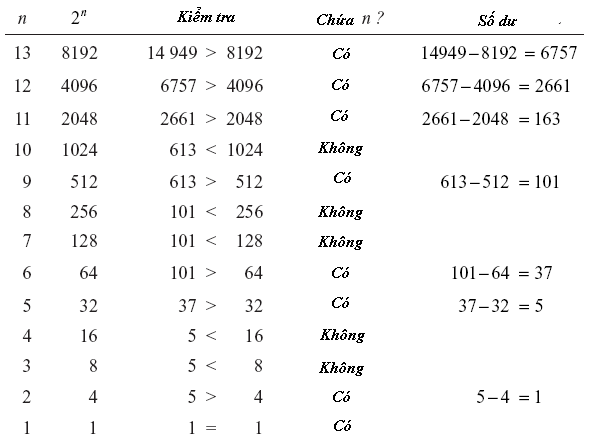 n 2ⁿ Kiểm tra Chứa n ? Số dư
13 8192 14 949 > 8192 Có 14949−8192 = 6757
12 4096 6757 > 4096 Có 6757−4096 = 2661
11 2048 2661 > 2048 Có 2661−2048 = 163
10 1024 613 < 1024 Không
9 512 613 > 512 Có 613−512 = 101
8 256 101 < 256 Không
7 128 101 < 128 Không
6 64 101 > 64 Có 101−64 = 37
5 32 37 > 32 Có 37−32 = 5
4 16 5 < 16 Không
3 8 5 < 8 Không
2 4 5 > 4 Có 5−4 = 1
1 1 1 = 1 Có